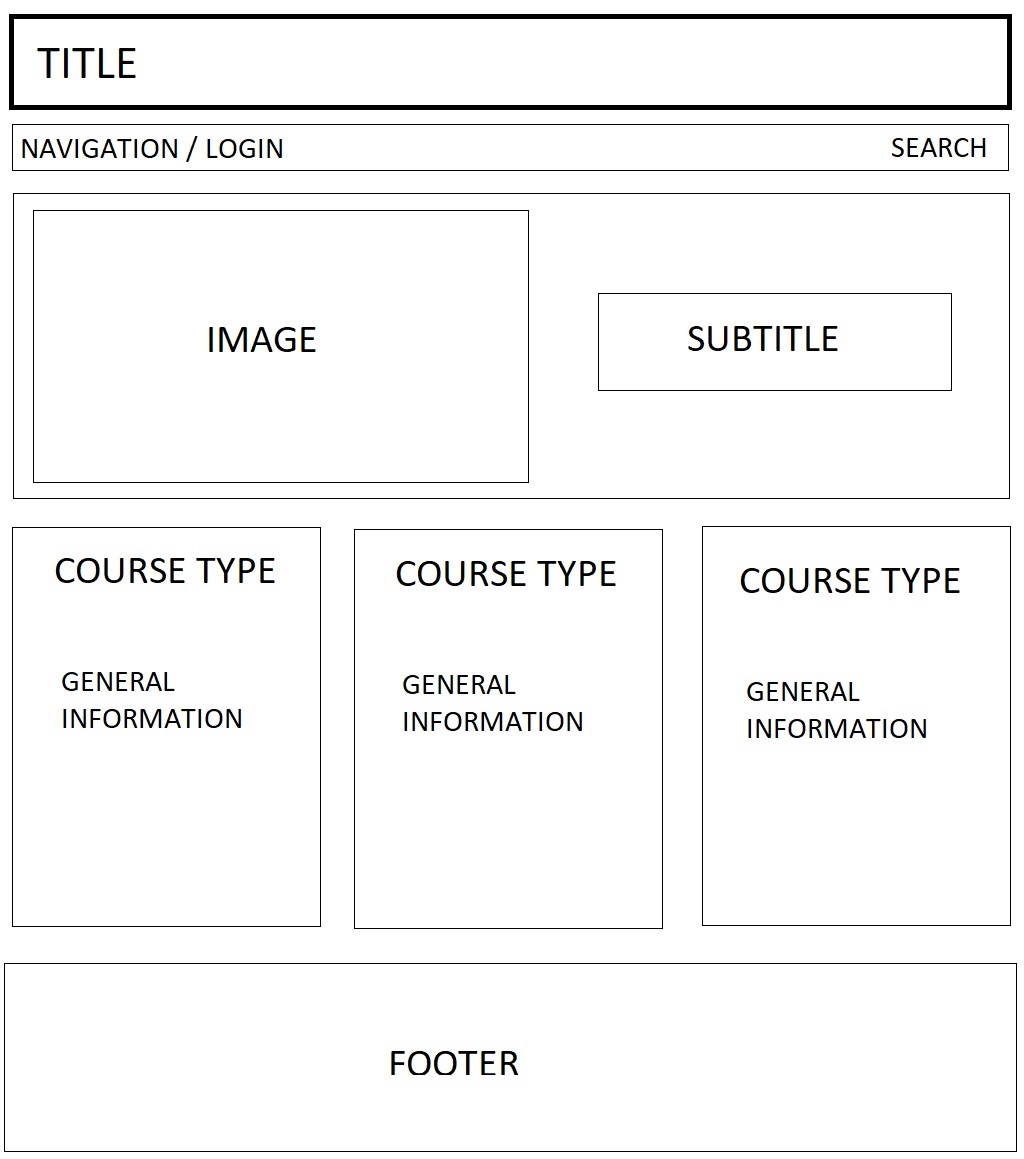 TITLE
NAVIGATION / LOGIN
SEARCH
IMAGE
SUBTITLE
COURSE TYPE
GENERAL
INFORMATION
COURSE TYPE
GENERAL
INFORMATION
COURSE TYPE
GENERAL
INFORMATION
FOOTER